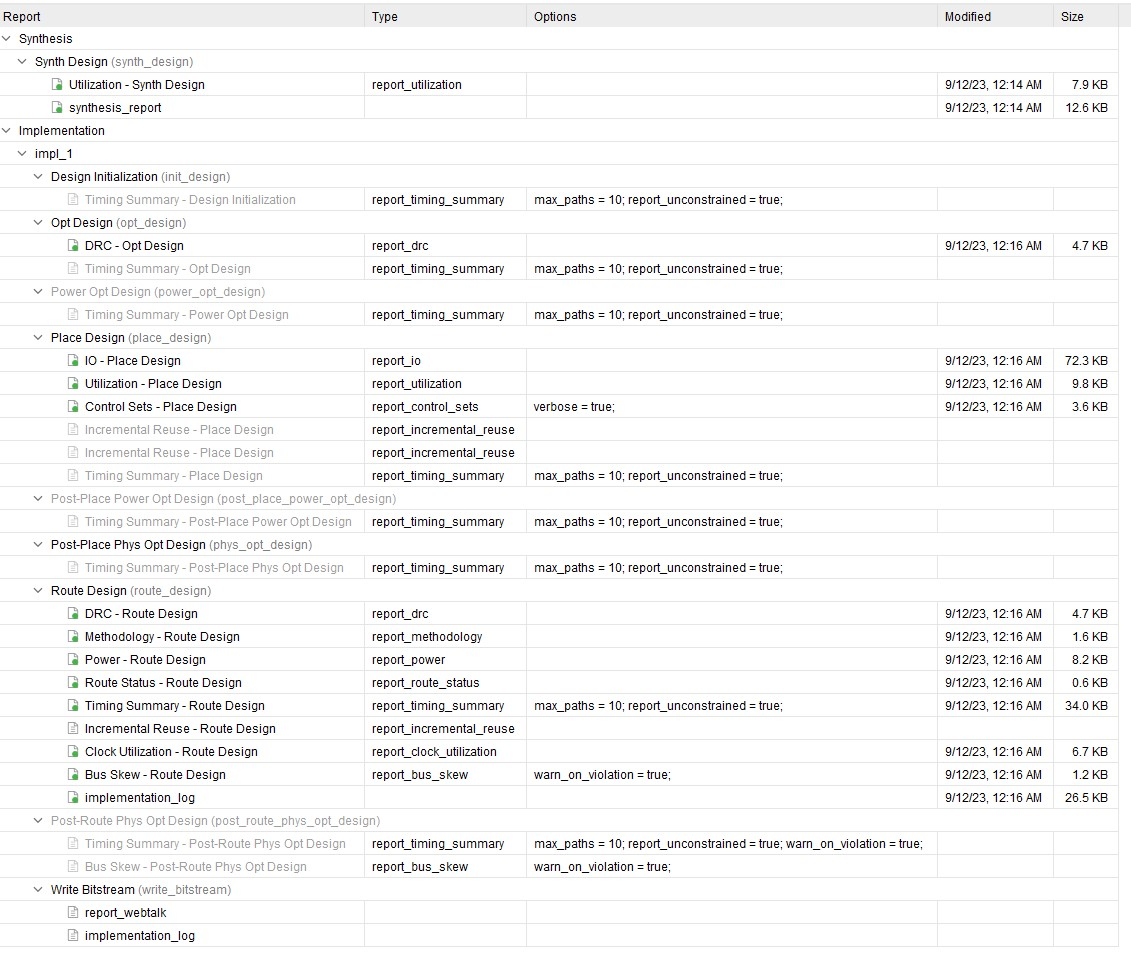 Report Type Options Modified Size
Synthesis
Synth Design (synth_design)
Utilization - Synth Design report_utilization 9/12/23, 12:14 AM 7.9 KB
synthesis_report 9/12/23, 12:14 AM 12.6 KB
Implementation
impl_1
Design Initialization (init_design)
Timing Summary - Design Initialization report_timing_summary max_paths = 10; report_unconstrained = true;
Opt Design (opt_design)
DRC - Opt Design report_drc 9/12/23, 12:16 AM 4.7 KB
Timing Summary - Opt Design report_timing_summary max_paths = 10; report_unconstrained = true;
Power Opt Design (power_opt_design)
Timing Summary - Power Opt Design report_timing_summary max_paths = 10; report_unconstrained = true;
Place Design (place_design)
IO - Place Design report_io 9/12/23, 12:16 AM 72.3 KB
Utilization - Place Design report_utilization 9/12/23, 12:16 AM 9.8 KB
Control Sets - Place Design report_control_sets verbose = true; 9/12/23, 12:16 AM 3.6 KB
Incremental Reuse - Place Design report_incremental_reuse
Incremental Reuse - Place Design report_incremental_reuse
Timing Summary - Place Design report_timing_summary max_paths = 10; report_unconstrained = true;
Post-Place Power Opt Design (post_place_power_opt_design)
Timing Summary - Post-Place Power Opt Design report_timing_summary max_paths = 10; report_unconstrained = true;
Post-Place Phys Opt Design (phys_opt_design)
Timing Summary - Post-Place Phys Opt Design report_timing_summary max_paths = 10; report_unconstrained = true;
Route Design (route_design)
DRC - Route Design report_drc 9/12/23, 12:16 AM 4.7 KB
Methodology - Route Design report_methodology 9/12/23, 12:16 AM 1.6 KB
Power - Route Design report_power 9/12/23, 12:16 AM 8.2 KB
Route Status - Route Design report_route_status 9/12/23, 12:16 AM 0.6 KB
Timing Summary - Route Design report_timing_summary max_paths = 10; report_unconstrained = true; 9/12/23, 12:16 AM 34.0 KB
Incremental Reuse - Route Design report_incremental_reuse
Clock Utilization - Route Design report_clock_utilization 9/12/23, 12:16 AM 6.7 KB
Bus Skew - Route Design report_bus_skew warn_on_violation = true; 9/12/23, 12:16 AM 1.2 KB
implementation_log 9/12/23, 12:16 AM 26.5 KB
Post-Route Phys Opt Design (post_route_phys_opt_design)
Timing Summary - Post-Route Phys Opt Design report_timing_summary max_paths = 10; report_unconstrained = true; warn_on_violation = true;
Bus Skew - Post-Route Phys Opt Design report_bus_skew warn_on_violation = true;
Write Bitstream (write_bitstream)
report_webtalk
implementation_log